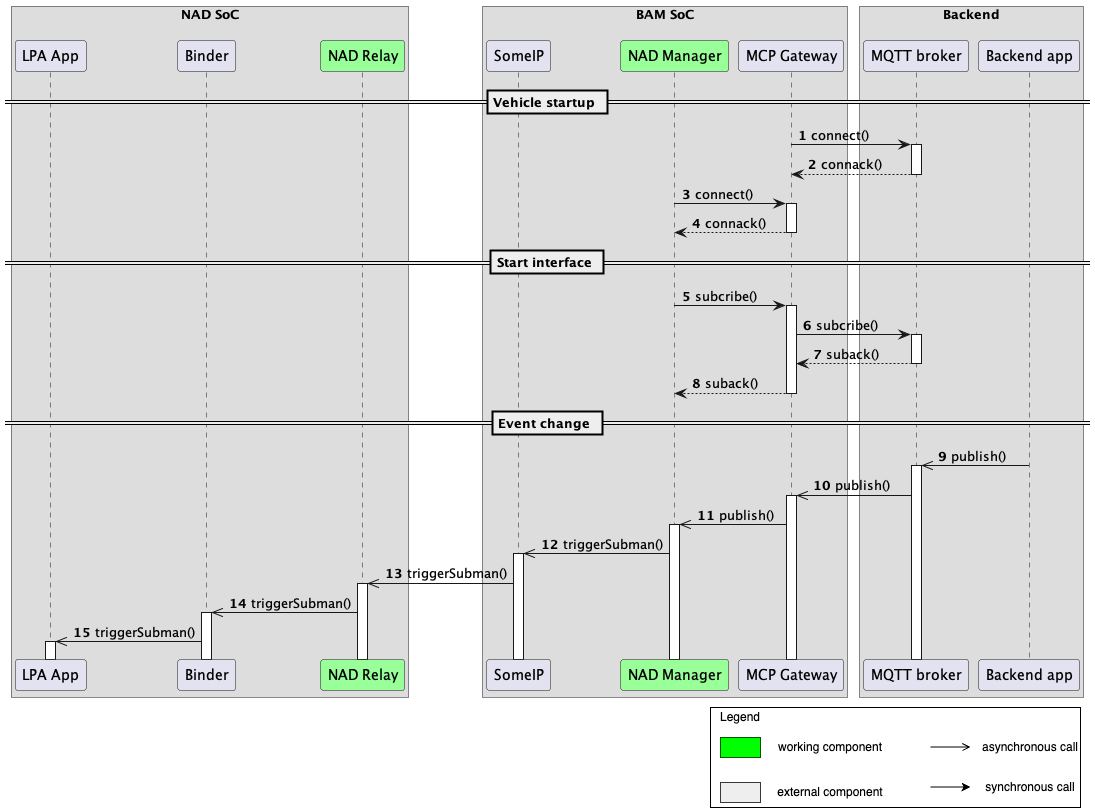 NAD SoC BAM SoC Backend
LPA App Binder NAD Relay SomeIP NAD Manager MCP Gateway MQTT broker Backend app
Vehicle startup
1 connect()
2 connack()
3 connect()
4 connack()
Start interface
5 subcribe()
6 subcribe()
7 suback()
8 suback()
Event change
9 publish()
10 publish()
11 publish()
12 triggerSubman()
13 triggerSubman()
14 triggerSubman()
15 triggerSubman()
LPA App Binder NAD Relay SomeIP NAD Manager MCP Gateway MQTT broker Backend app
Legend
working component asynchronous call
external component synchronous call